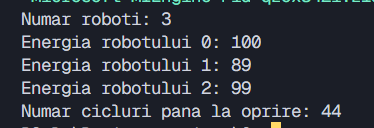 Numar roboti: 3
Energia robotului 0: 100
Energia robotului 1: 89
Energia robotului 2: 99
Numar cicluri pana la oprire: 44